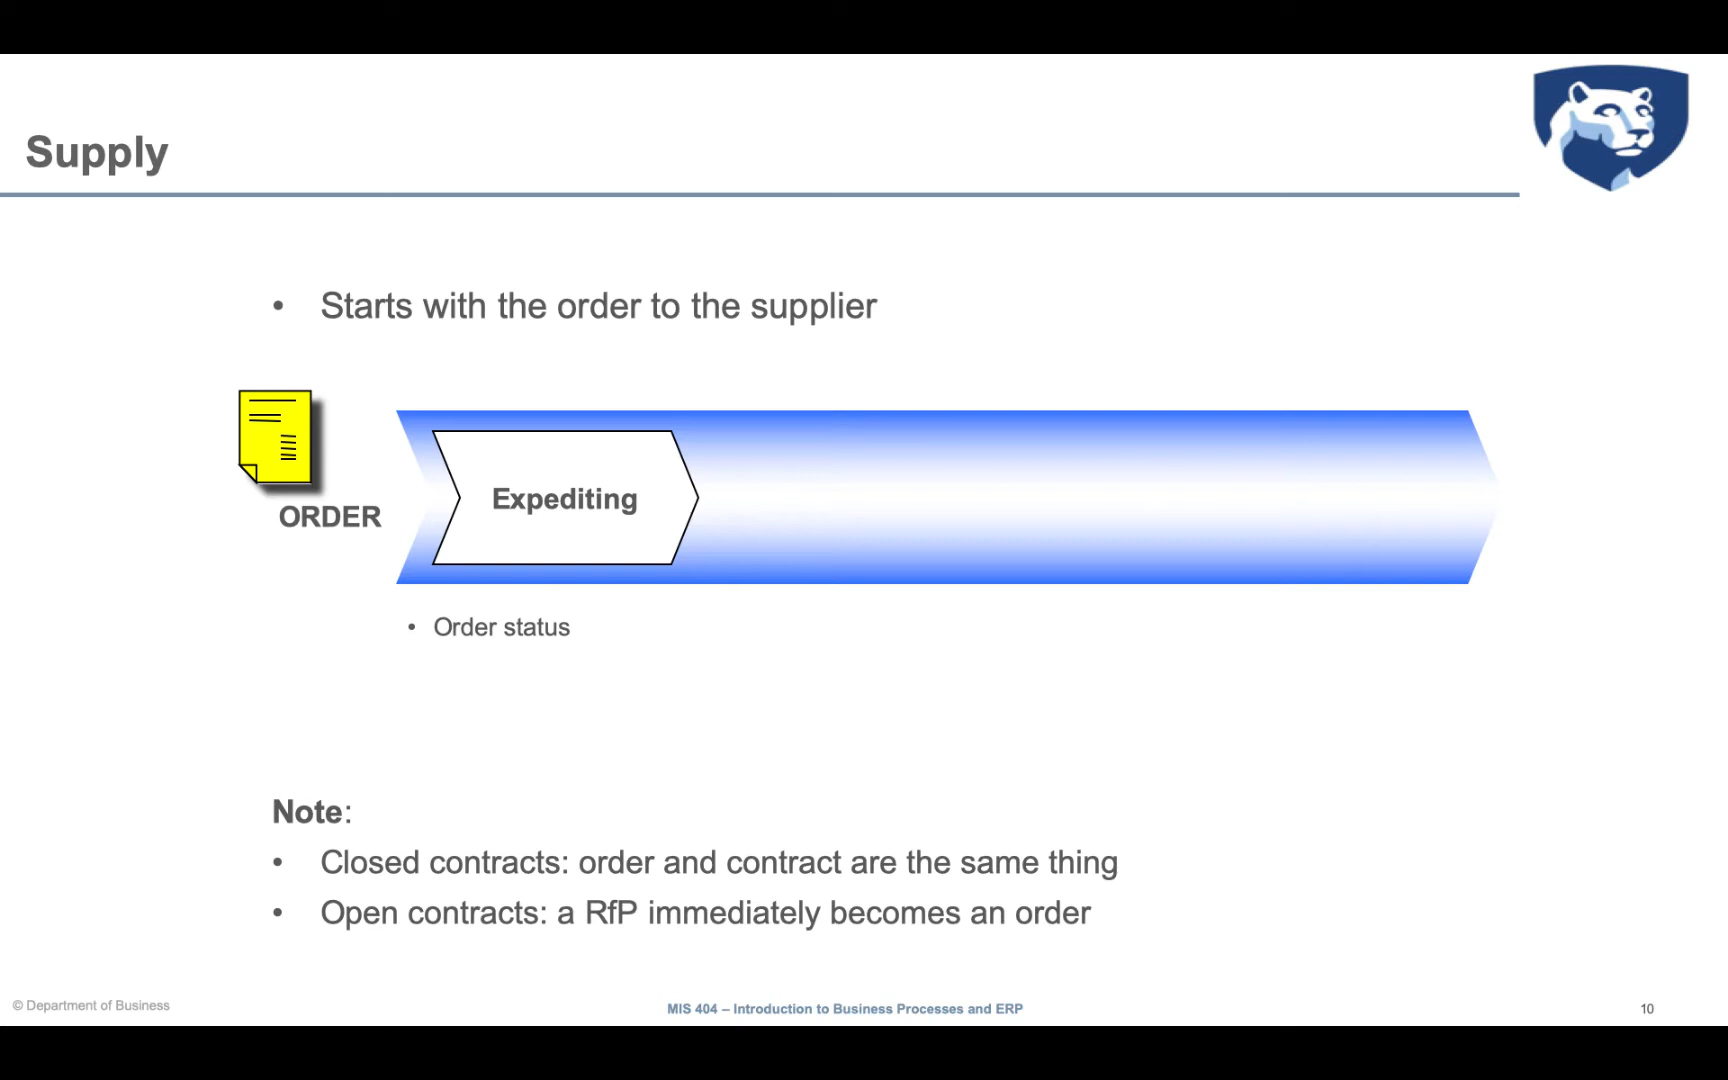 Supply
• Starts with the order to the supplier
ORDER
Expediting
• Order status
Note:
• Closed contracts: order and contract are the same thing
• Open contracts: a RfP immediately becomes an order
© Department of Business
MIS 404 – Introduction to Business Processes and ERP
10